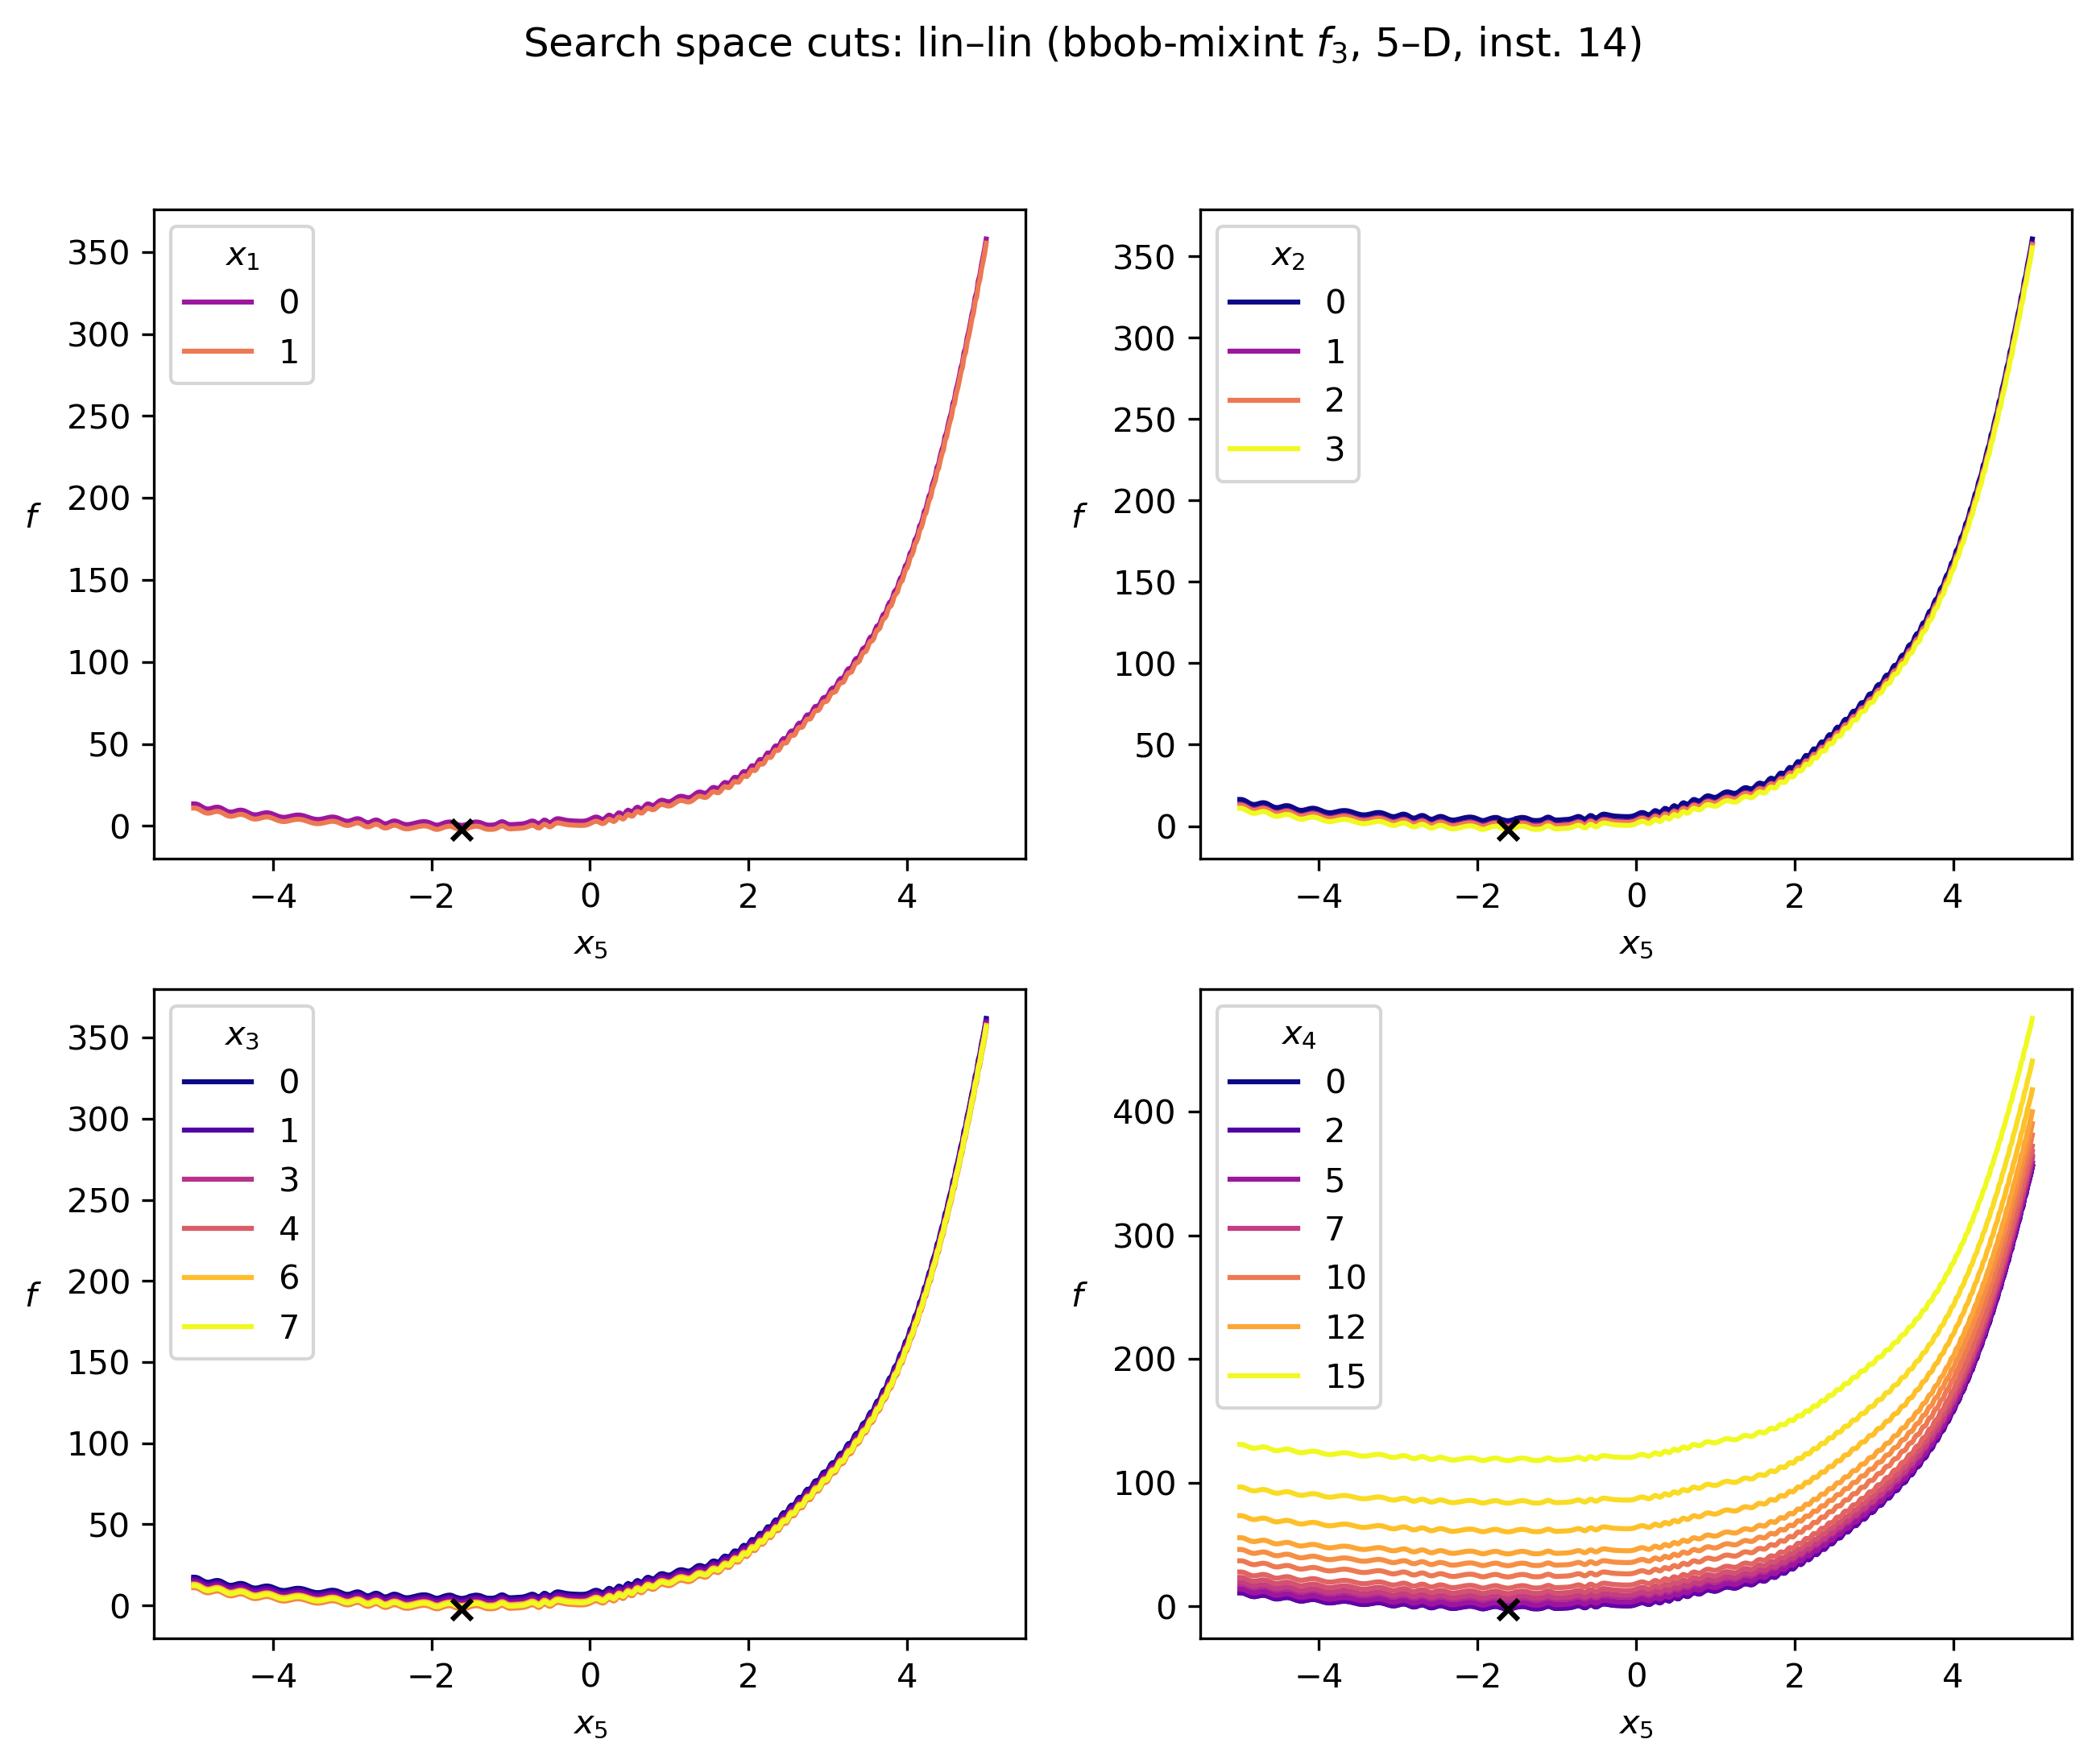 Search space cuts: lin–lin (bbob-mixint f₃, 5–D, inst. 14)
x₁
0
1
350
300
250
200
150
100
50
0
f
−4 −2 0 2 4
x₅
x₂
0
1
2
3
350
300
250
200
150
100
50
0
f
−4 −2 0 2 4
x₅
x₃
0
1
3
4
6
7
350
300
250
200
150
100
50
0
f
−4 −2 0 2 4
x₅
x₄
0
2
5
7
10
12
15
400
300
200
100
0
f
−4 −2 0 2 4
x₅